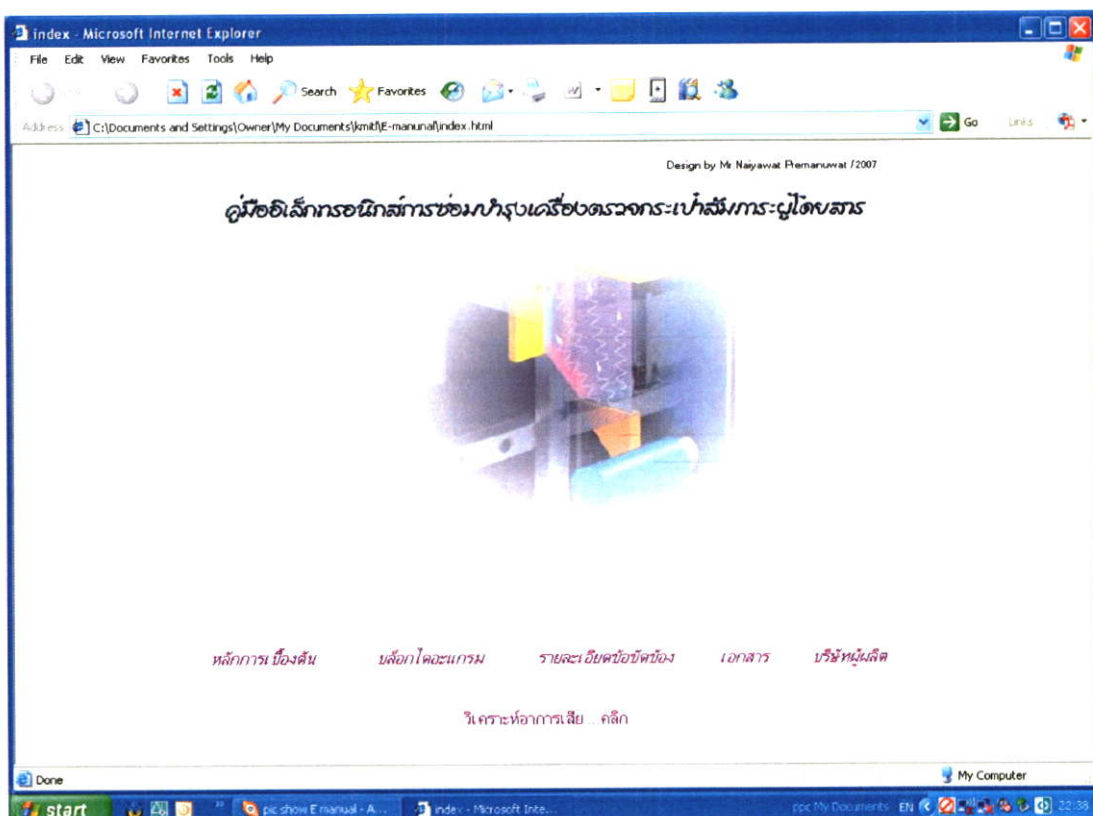 index - Microsoft Internet Explorer
File Edit View Favorites Tools Help
Search Favorites
Address C:\Documents and Settings\Owner\My Documents\kmitl\E-manunal\index.html Go Links
Design by Mr Naiyawat Premanuwat /2007
คู่มืออิเล็กทรอนิกส์การซ่อมบำรุงเครื่องตรวจกระเป๋าสัมภาระผู้โดยสาร
หลักการเบื้องต้น บล็อกไดอะแกรม รายละเอียดข้อขัดข้อง เอกสาร บริษัทผู้ผลิต
วิเคราะห์อาการเสีย...คลิก
Done My Computer
start pic show E manual - A... index - Microsoft Inte... My Documents EN 22:38